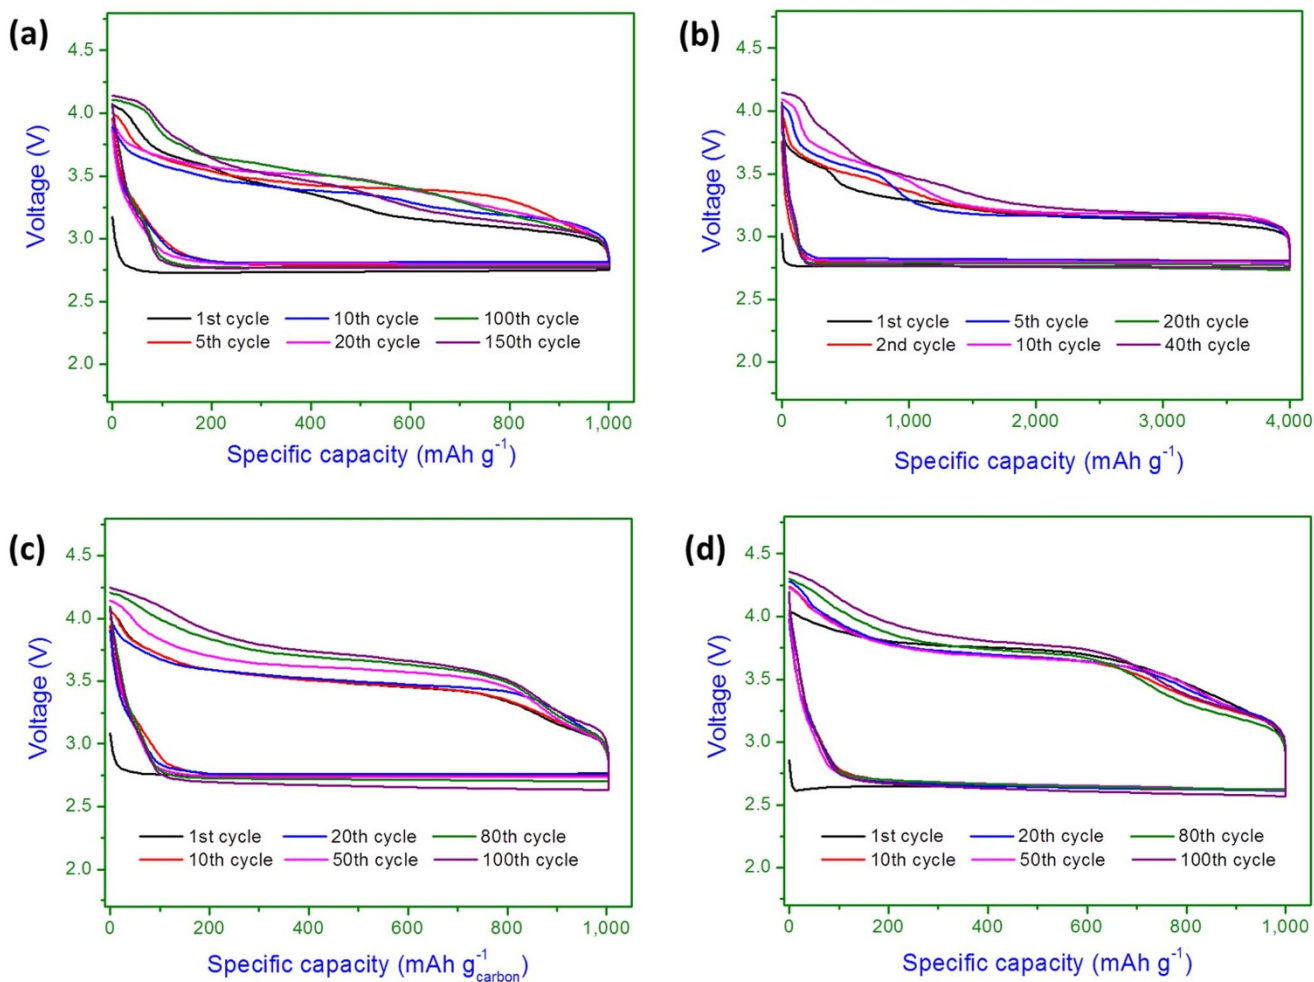 (a)
4.5
4.0
3.5
3.0
2.5
2.0
Voltage (V)
1st cycle 10th cycle 100th cycle
5th cycle 20th cycle 150th cycle
0 200 400 600 800 1,000
Specific capacity (mAh g⁻¹)
(b)
4.5
4.0
3.5
3.0
2.5
2.0
Voltage (V)
1st cycle 5th cycle 20th cycle
2nd cycle 10th cycle 40th cycle
0 1,000 2,000 3,000 4,000
Specific capacity (mAh g⁻¹)
(c)
4.5
4.0
3.5
3.0
2.5
2.0
Voltage (V)
1st cycle 20th cycle 80th cycle
10th cycle 50th cycle 100th cycle
0 200 400 600 800 1,000
Specific capacity (mAh g⁻¹carbon)
(d)
4.5
4.0
3.5
3.0
2.5
2.0
Voltage (V)
1st cycle 20th cycle 80th cycle
10th cycle 50th cycle 100th cycle
0 200 400 600 800 1,000
Specific capacity (mAh g⁻¹)